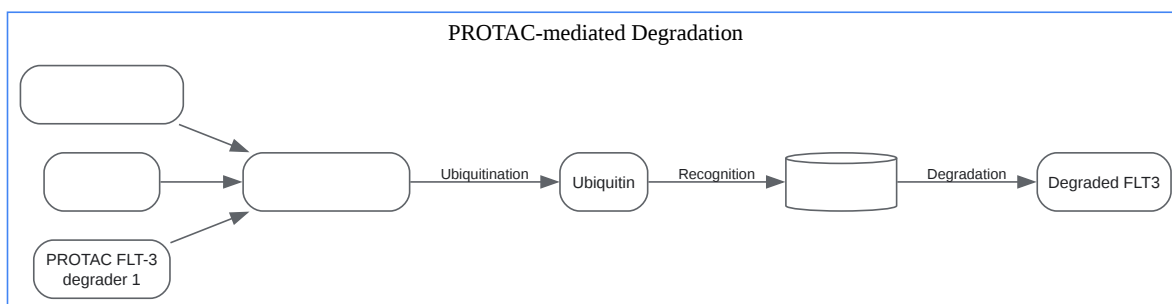 PROTAC-mediated Degradation
Ubiquitination
Ubiquitin
Recognition
Degradation
Degraded FLT3
PROTAC FLT-3
degrader 1